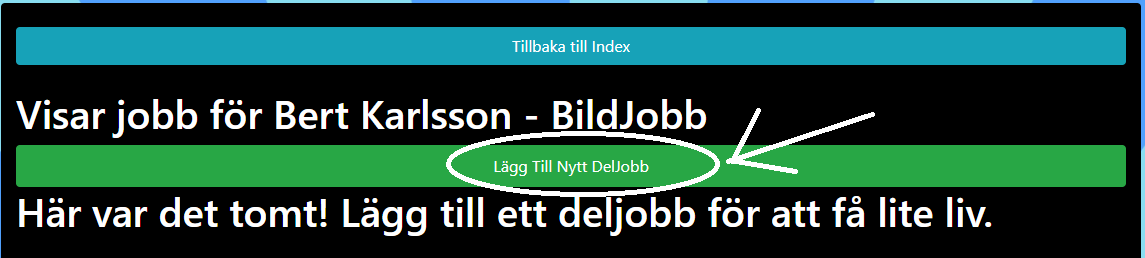 Tillbaka till Index
Visar jobb för Bert Karlsson - BildJobb
Lägg Till Nytt DelJobb
Här var det tomt! Lägg till ett deljobb för att få lite liv.